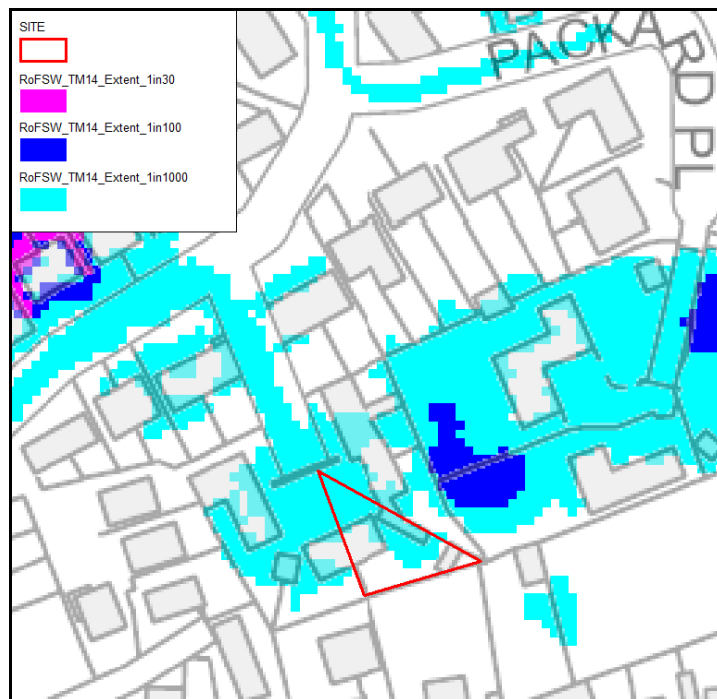 SITE
RoFSW_TM14_Extent_1in30
RoFSW_TM14_Extent_1in100
RoFSW_TM14_Extent_1in1000
PACKARD PL